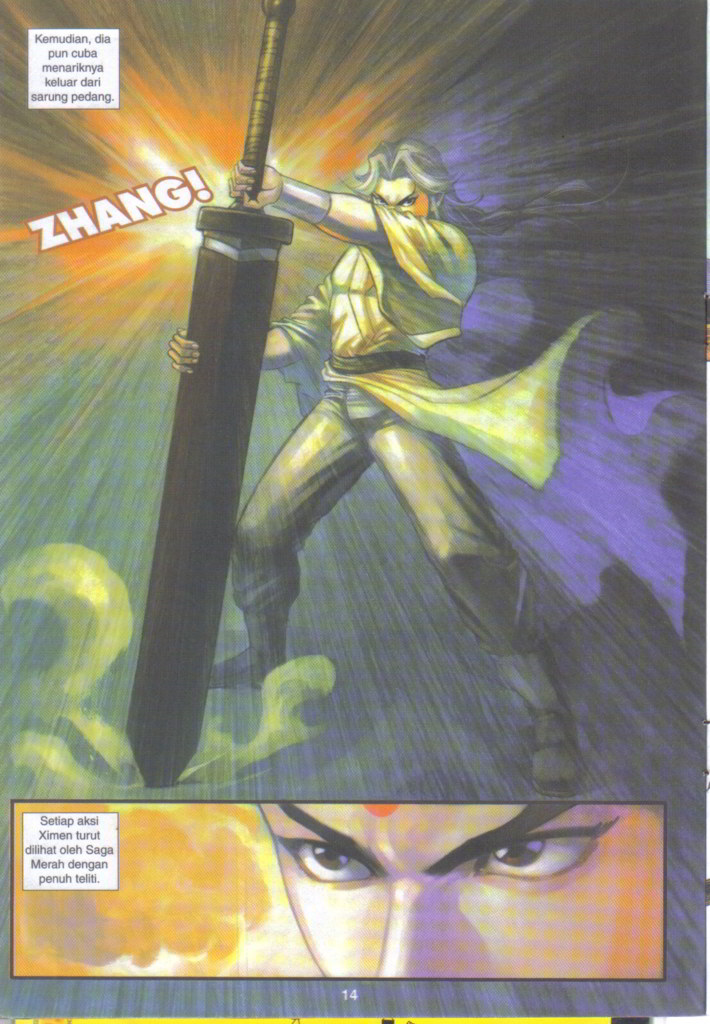 Kemudian, dia
pun cuba
menariknya
keluar dari
sarung pedang.
ZHANG!
Setiap aksi
Ximen turut
dilihat oleh Saga
Merah dengan
penuh teliti.
14